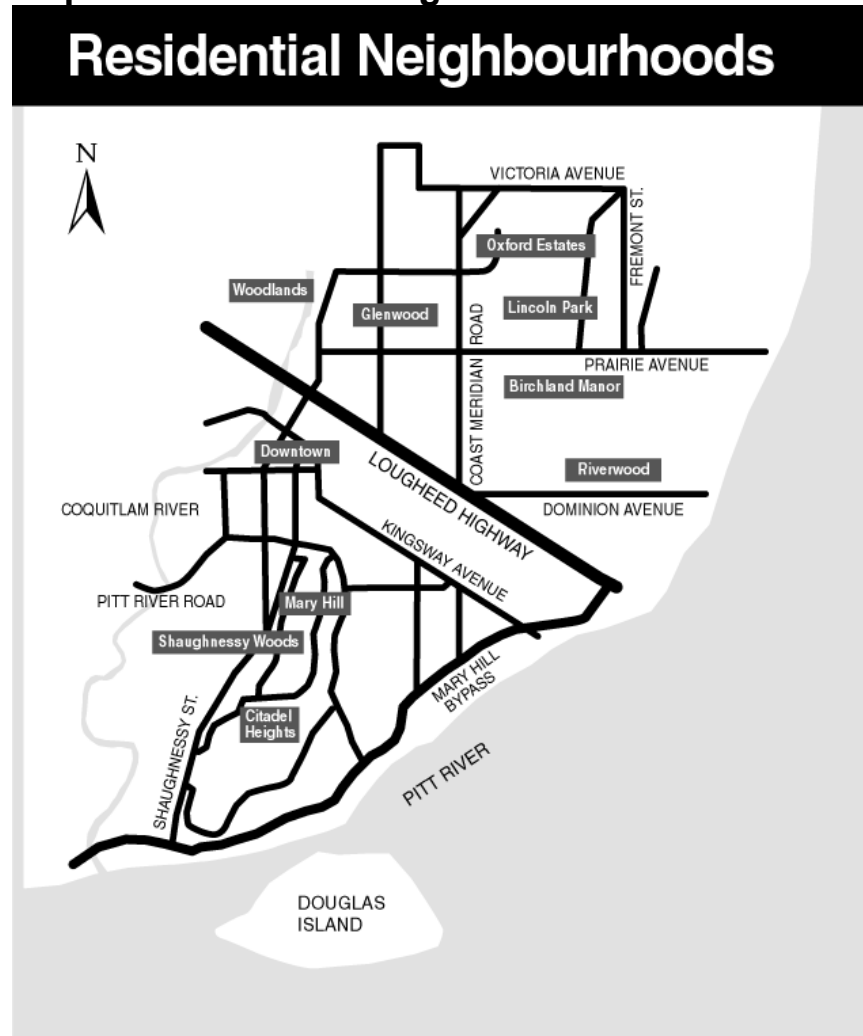 Residential Neighbourhoods
N
VICTORIA AVENUE
FREMONT ST.
Oxford Estates
Woodlands
Glenwood
Lincoln Park
COAST MERIDIAN ROAD
PRAIRIE AVENUE
Birchland Manor
Downtown
LOUGHEED HIGHWAY
Riverwood
COQUITLAM RIVER
DOMINION AVENUE
KINGSWAY AVENUE
PITT RIVER ROAD
Mary Hill
Shaughnessy Woods
MARY HILL
BYPASS
Citadel
Heights
SHAUGHNESSY ST.
PITT RIVER
DOUGLAS
ISLAND